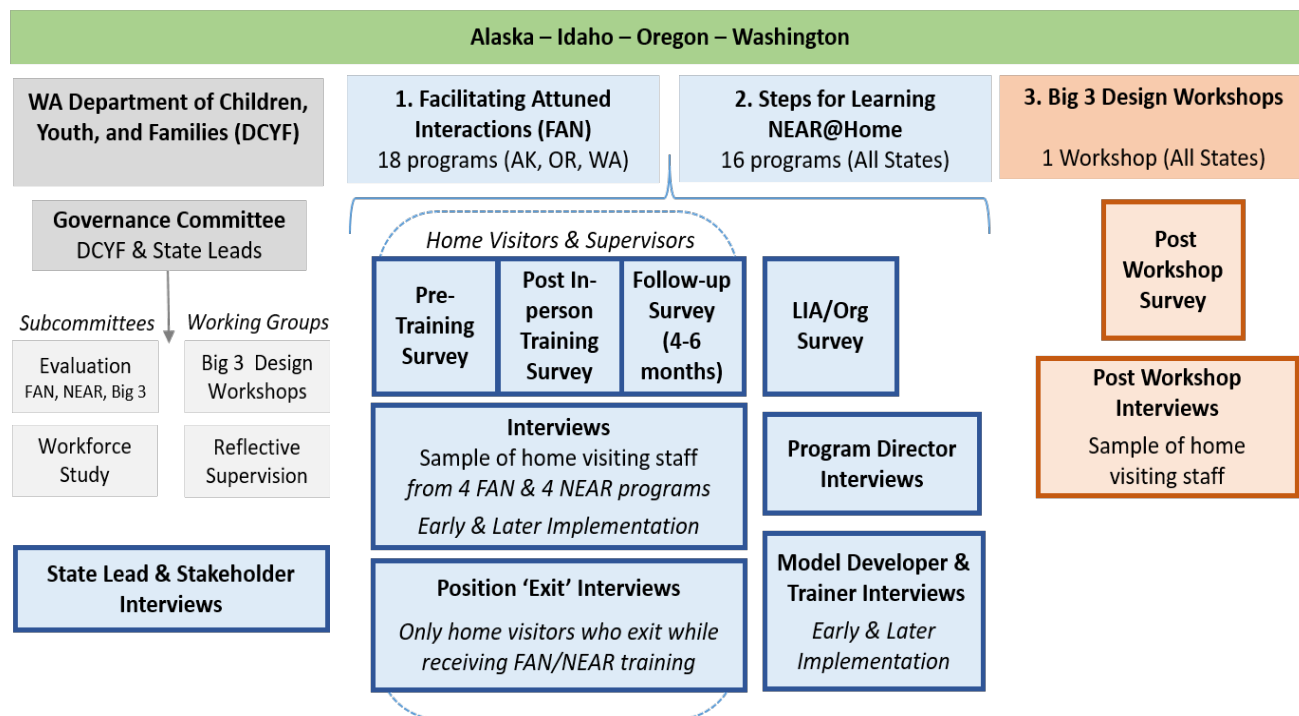 Alaska – Idaho – Oregon – Washington
WA Department of Children,
Youth, and Families (DCYF)
Governance Committee
DCYF & State Leads
Subcommittees
Working Groups
Evaluation
FAN, NEAR, Big 3
Big 3 Design
Workshops
Workforce
Study
Reflective
Supervision
State Lead & Stakeholder
Interviews
1. Facilitating Attuned
Interactions (FAN)
18 programs (AK, OR, WA)
2. Steps for Learning
NEAR@Home
16 programs (All States)
Home Visitors & Supervisors
Pre-
Training
Survey
Post In-
person
Training
Survey
Follow-up
Survey
(4-6
months)
LIA/Org
Survey
Interviews
Sample of home visiting staff
from 4 FAN & 4 NEAR programs
Early & Later Implementation
Program Director
Interviews
Position ‘Exit’ Interviews
Only home visitors who exit while
receiving FAN/NEAR training
Model Developer &
Trainer Interviews
Early & Later
Implementation
3. Big 3 Design Workshops
1 Workshop (All States)
Post
Workshop
Survey
Post Workshop
Interviews
Sample of home
visiting staff